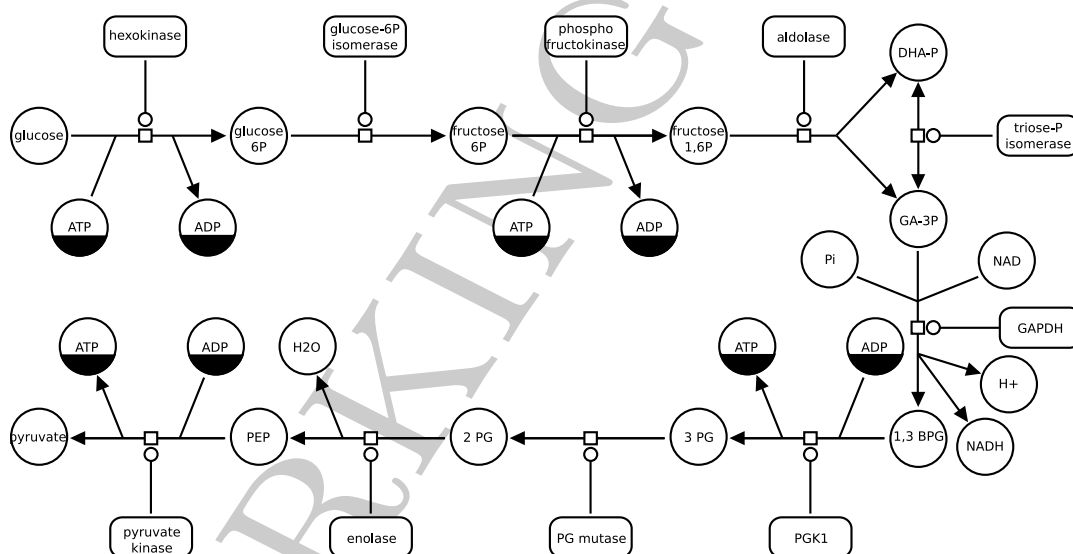 hexokinase
glucose-6P
isomerase
phospho
fructokinase
aldolase
DHA-P
glucose
glucose
6P
fructose
6P
fructose
1,6P
triose-P
isomerase
ATP
ADP
ATP
ADP
GA-3P
Pi
NAD
GAPDH
ATP
ADP
H2O
ATP
ADP
H+
pyruvate
PEP
2 PG
3 PG
1,3 BPG
NADH
pyruvate
kinase
enolase
PG mutase
PGK1
RKING